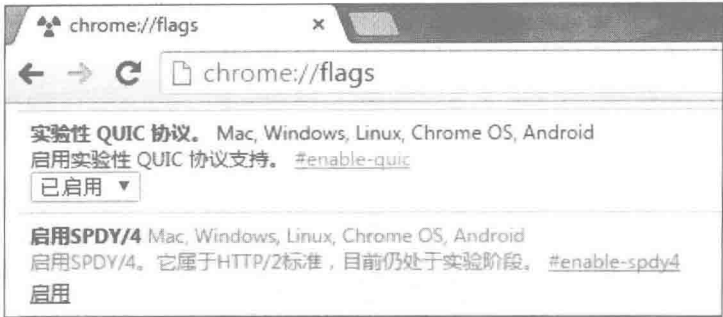 chrome://flags
chrome://flags
实验性 QUIC 协议。 Mac, Windows, Linux, Chrome OS, Android
启用实验性 QUIC 协议支持。 #enable-quic
已启用
启用SPDY/4 Mac, Windows, Linux, Chrome OS, Android
启用SPDY/4。它属于HTTP/2标准，目前仍处于实验阶段。 #enable-spdy4
启用